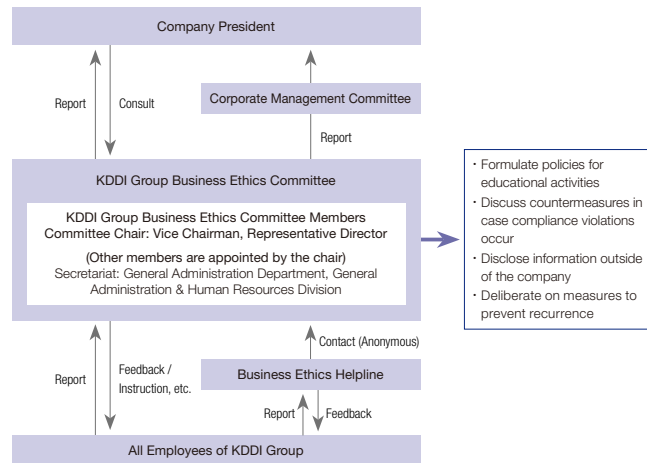 Company President
Report
Consult
Corporate Management Committee
Report
KDDI Group Business Ethics Committee
KDDI Group Business Ethics Committee Members
Committee Chair: Vice Chairman, Representative Director
(Other members are appointed by the chair)
Secretariat: General Administration Department, General
Administration & Human Resources Division
・Formulate policies for
educational activities
・Discuss countermeasures in
case compliance violations
occur
・Disclose information outside
of the company
・Deliberate on measures to
prevent recurrence
Report
Feedback /
Instruction, etc.
Contact (Anonymous)
Business Ethics Helpline
Report
Feedback
All Employees of KDDI Group